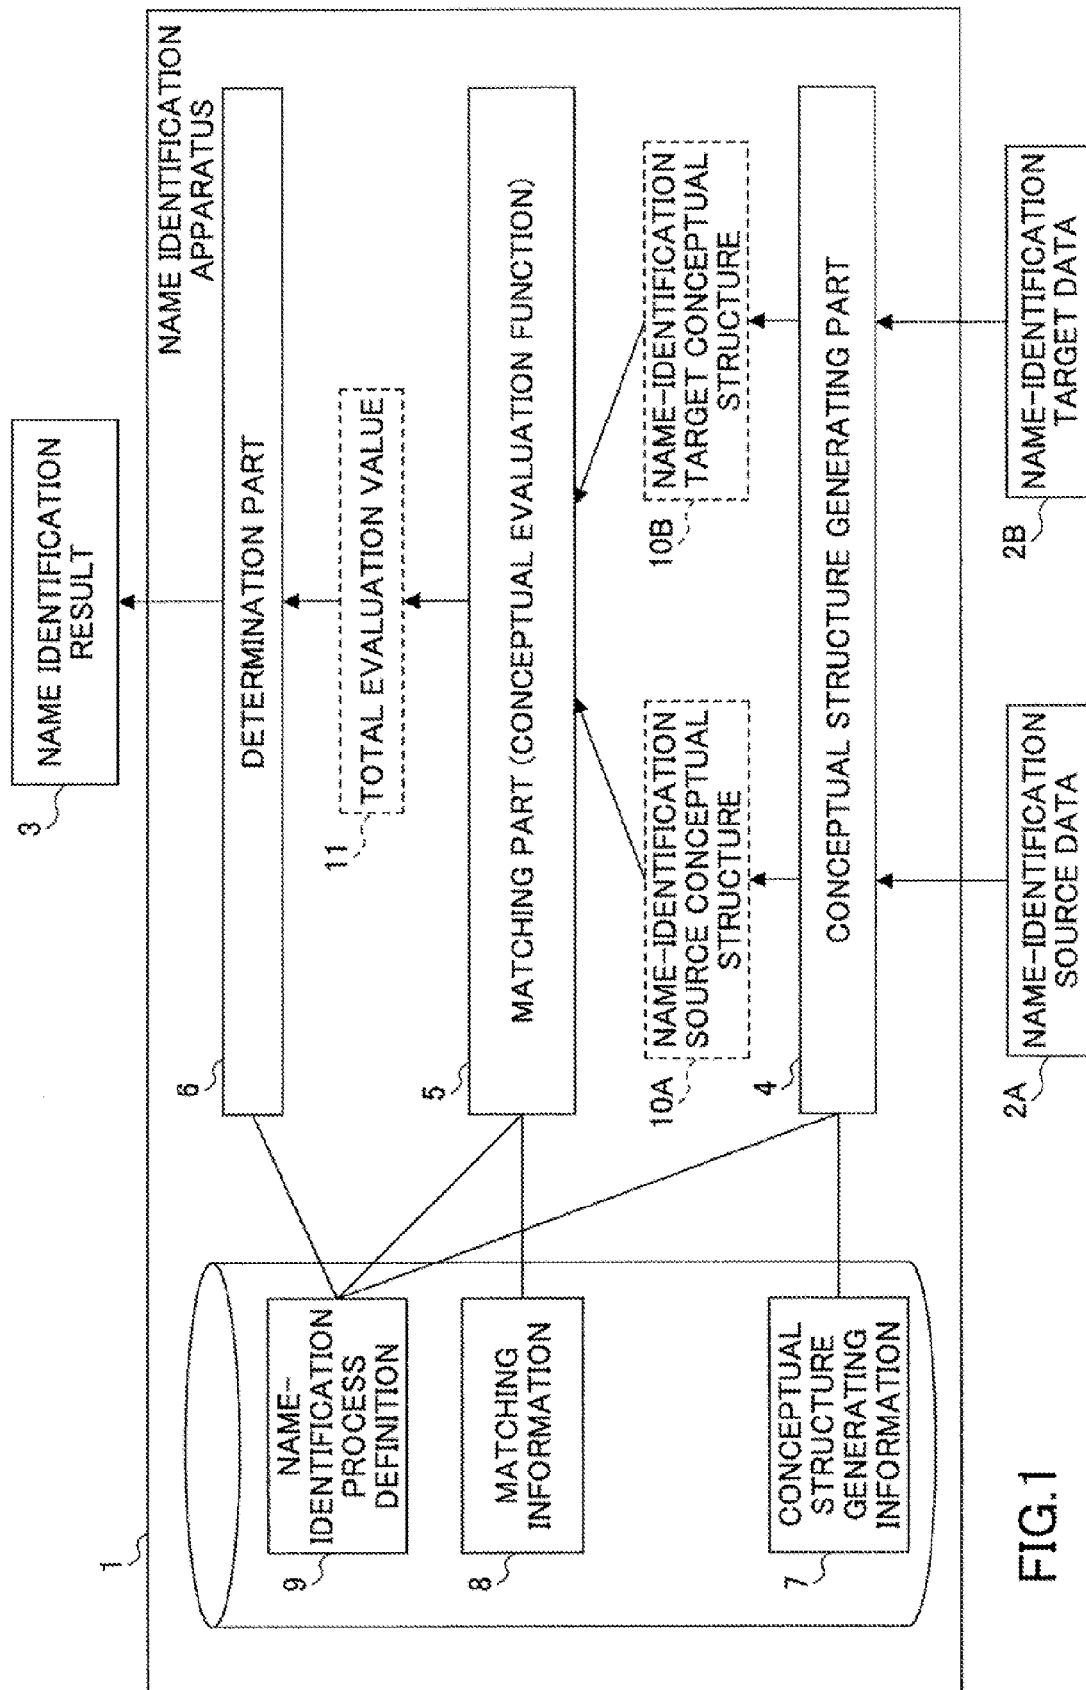 3
NAME IDENTIFICATION
RESULT
1
NAME IDENTIFICATION
APPARATUS
6
DETERMINATION PART
9
NAME-
IDENTIFICATION
PROCESS
DEFINITION
11
TOTAL EVALUATION VALUE
5
MATCHING PART (CONCEPTUAL EVALUATION FUNCTION)
8
MATCHING
INFORMATION
10A
NAME-IDENTIFICATION
SOURCE CONCEPTUAL
STRUCTURE
10B
NAME-IDENTIFICATION
TARGET CONCEPTUAL
STRUCTURE
4
CONCEPTUAL STRUCTURE GENERATING PART
7
CONCEPTUAL
STRUCTURE
GENERATING
INFORMATION
2A
NAME-IDENTIFICATION
SOURCE DATA
2B
NAME-IDENTIFICATION
TARGET DATA
FIG.1